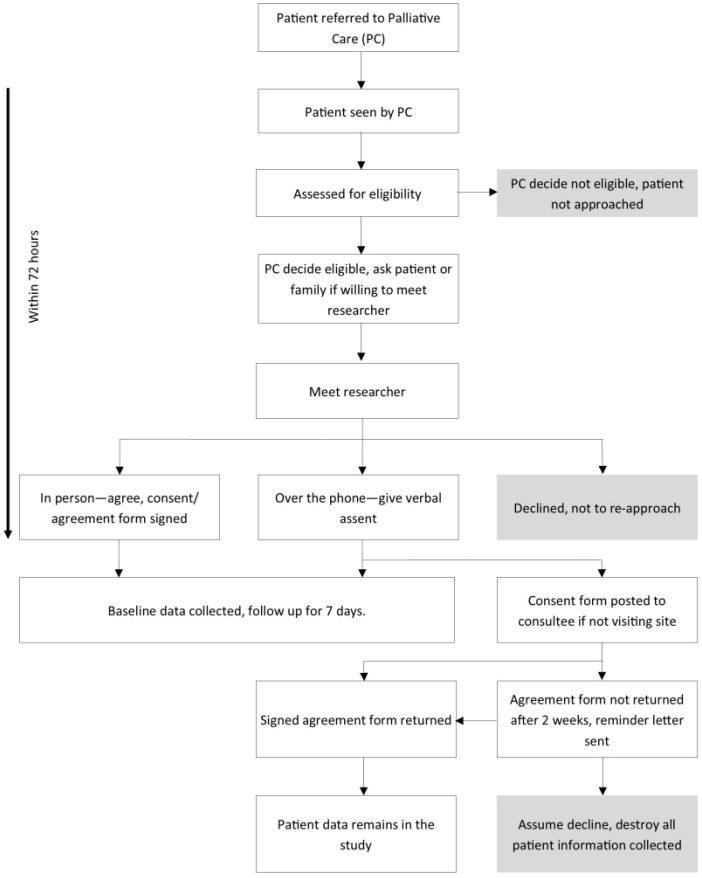 Patient referred to Palliative
Care (PC)
Patient seen by PC
Assessed for eligibility
PC decide not eligible, patient
not approached
Within 72 hours
PC decide eligible, ask patient or
family if willing to meet
researcher
Meet researcher
In person—agree, consent/
agreement form signed
Over the phone—give verbal
assent
Declined, not to re-approach
Baseline data collected, follow up for 7 days.
Consent form posted to
consultee if not visiting site
Signed agreement form returned
Agreement form not returned
after 2 weeks, reminder letter
sent
Patient data remains in the
study
Assume decline, destroy all
patient information collected